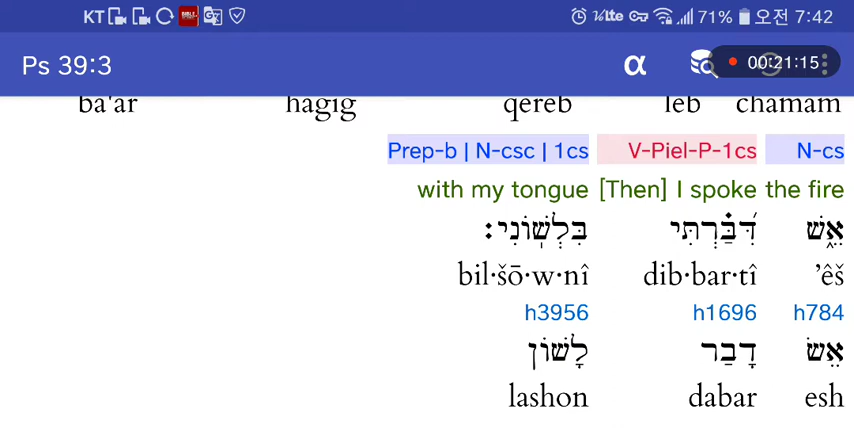 KT 71% 오전 7:42
Ps 39:3 α 00:21:15
ba'ar hagig qereb leb chamam
Prep-b | N-csc | 1cs V-Piel-P-1cs N-cs
with my tongue [Then] I spoke the fire
אֵ֑שׁ דִּ֝בַּ֗רְתִּי בִּלְשֽׁוֹנִי׃
bil·šō·w·nî dib·bar·tî ’êš
h3956 h1696 h784
אֵשׁ דָבַר לָשׁוֹן
lashon dabar esh